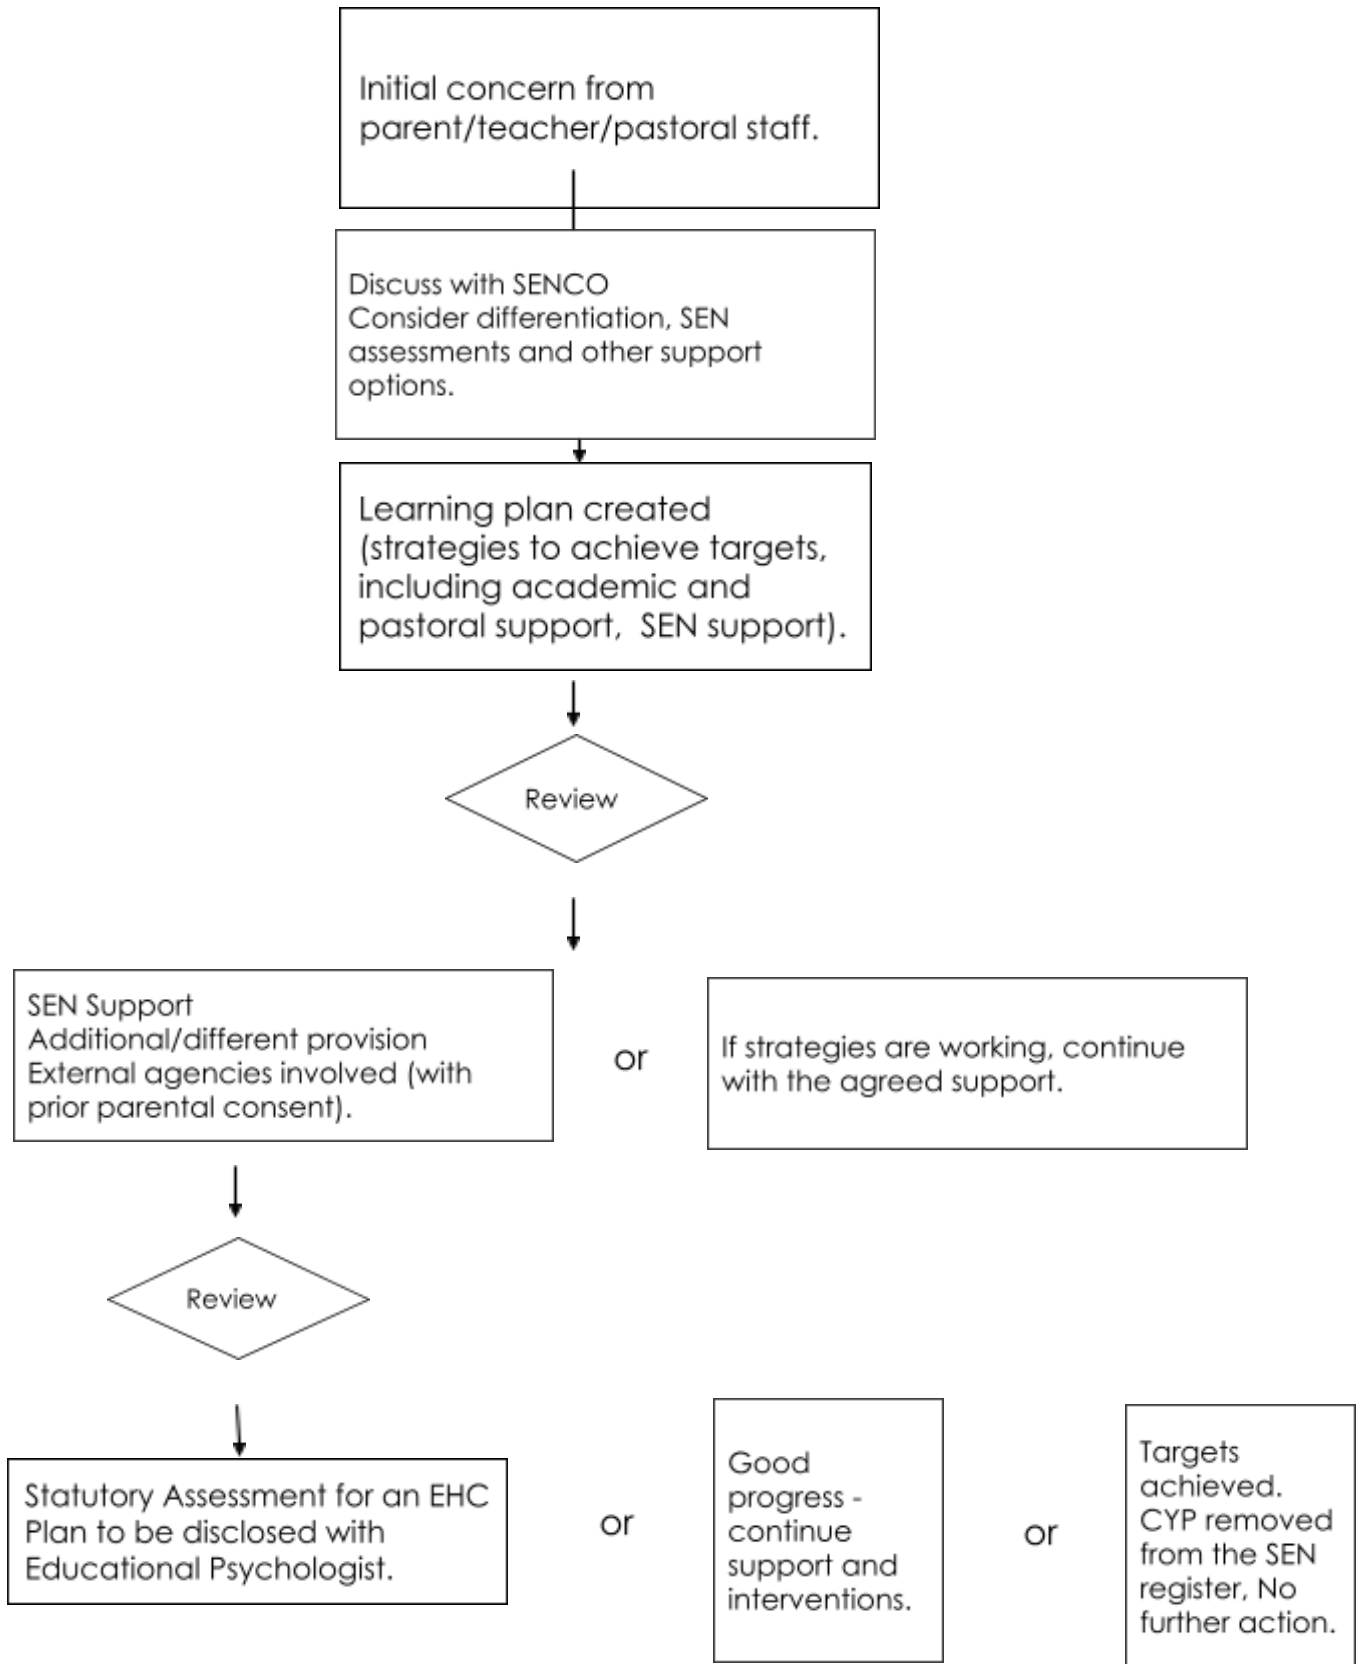 Initial concern from
parent/teacher/pastoral staff.
Discuss with SENCO
Consider differentiation, SEN
assessments and other support
options.
Learning plan created
(strategies to achieve targets,
including academic and
pastoral support,  SEN support).
Review
SEN Support
Additional/different provision
External agencies involved (with
prior parental consent).
or
If strategies are working, continue
with the agreed support.
Review
Statutory Assessment for an EHC
Plan to be disclosed with
Educational Psychologist.
or
Good
progress -
continue
support and
interventions.
or
Targets
achieved.
CYP removed
from the SEN
register, No
further action.